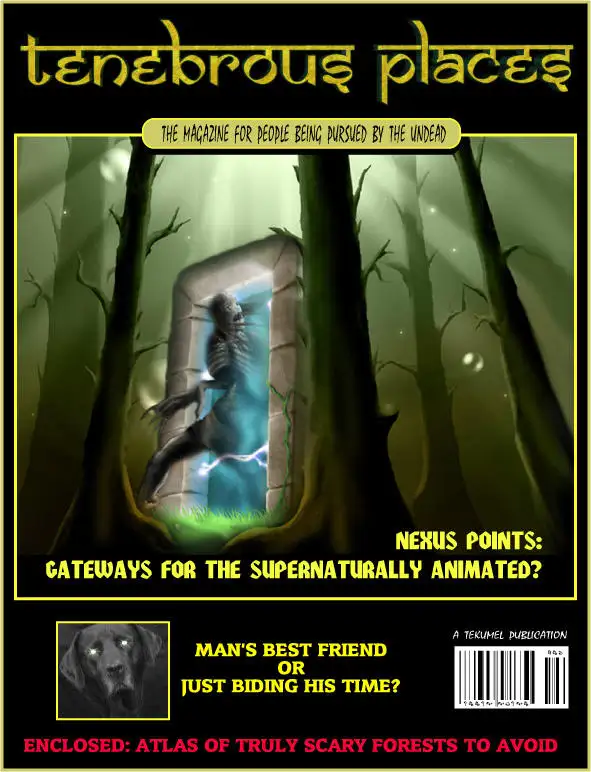 tenebrous places
THE MAGAZINE FOR PEOPLE BEING PURSUED BY THE UNDEAD
NEXUS POINTS:
GATEWAYS FOR THE SUPERNATURALLY ANIMATED?
MAN'S BEST FRIEND
OR
JUST BIDING HIS TIME?
A TEKUMEL PUBLICATION
ENCLOSED: ATLAS OF TRULY SCARY FORESTS TO AVOID